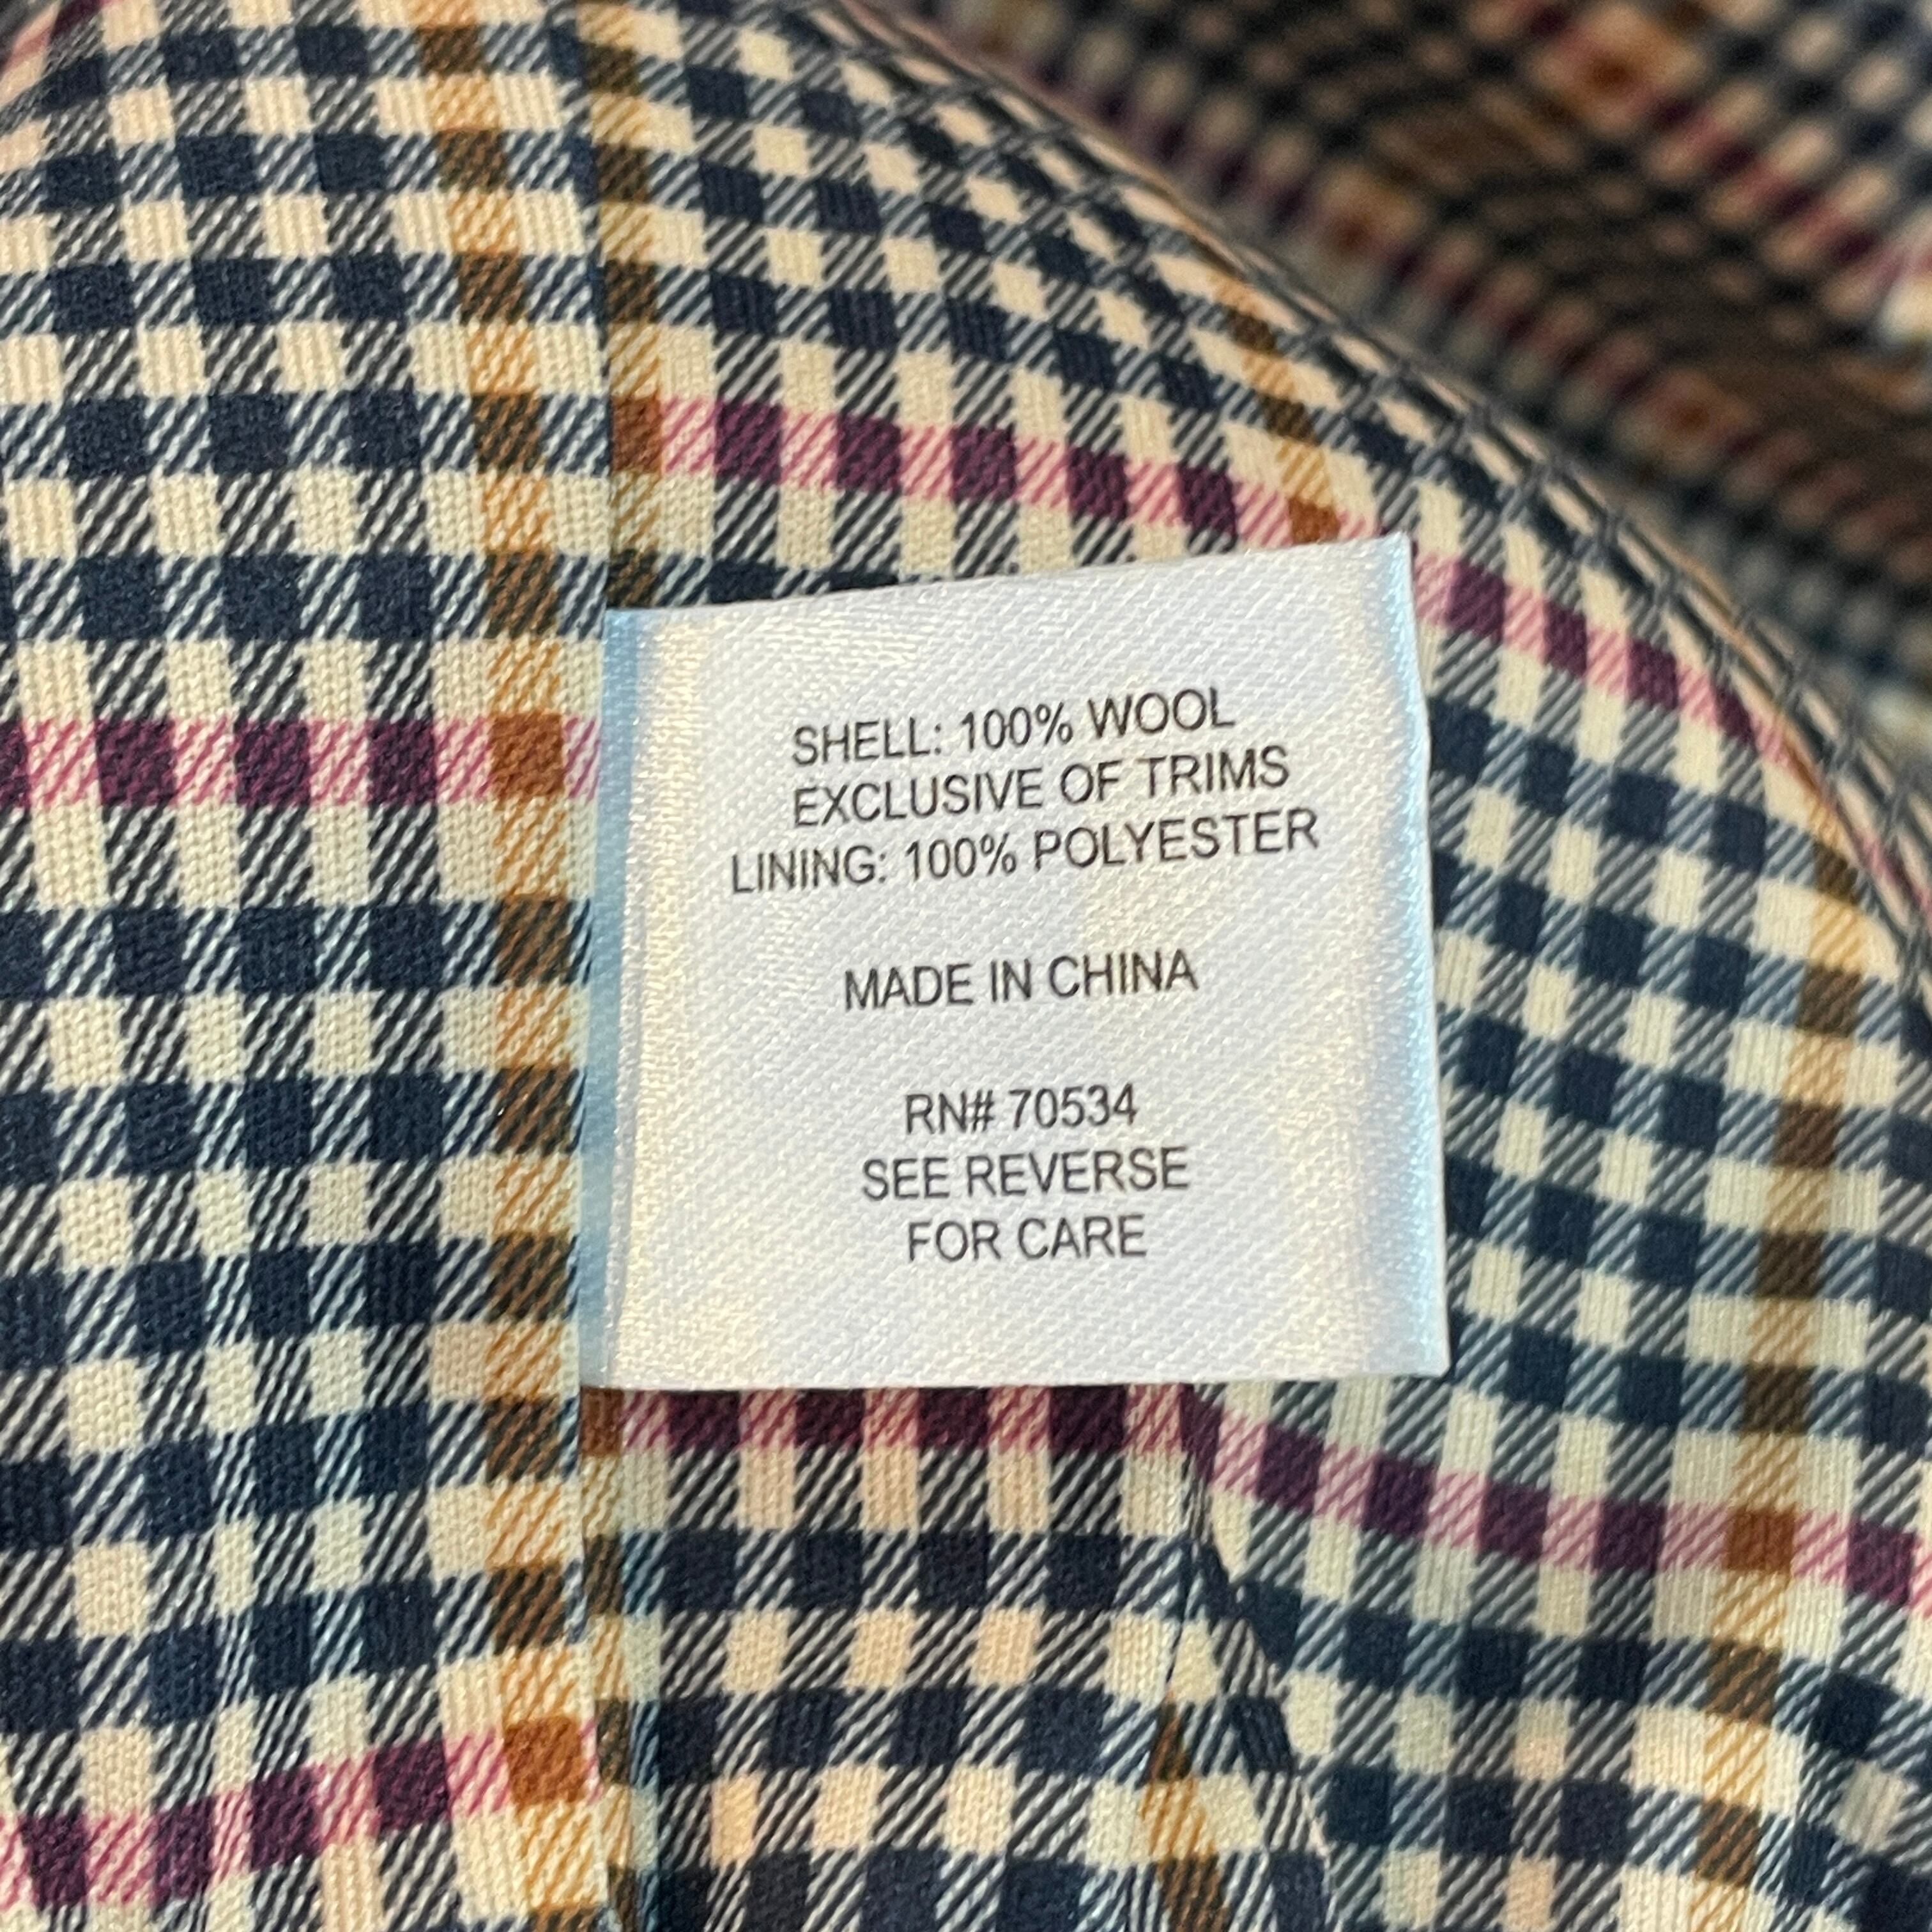 SHELL: 100% WOOL
EXCLUSIVE OF TRIMS
LINING: 100% POLYESTER
MADE IN CHINA
RN# 70534
SEE REVERSE
FOR CARE